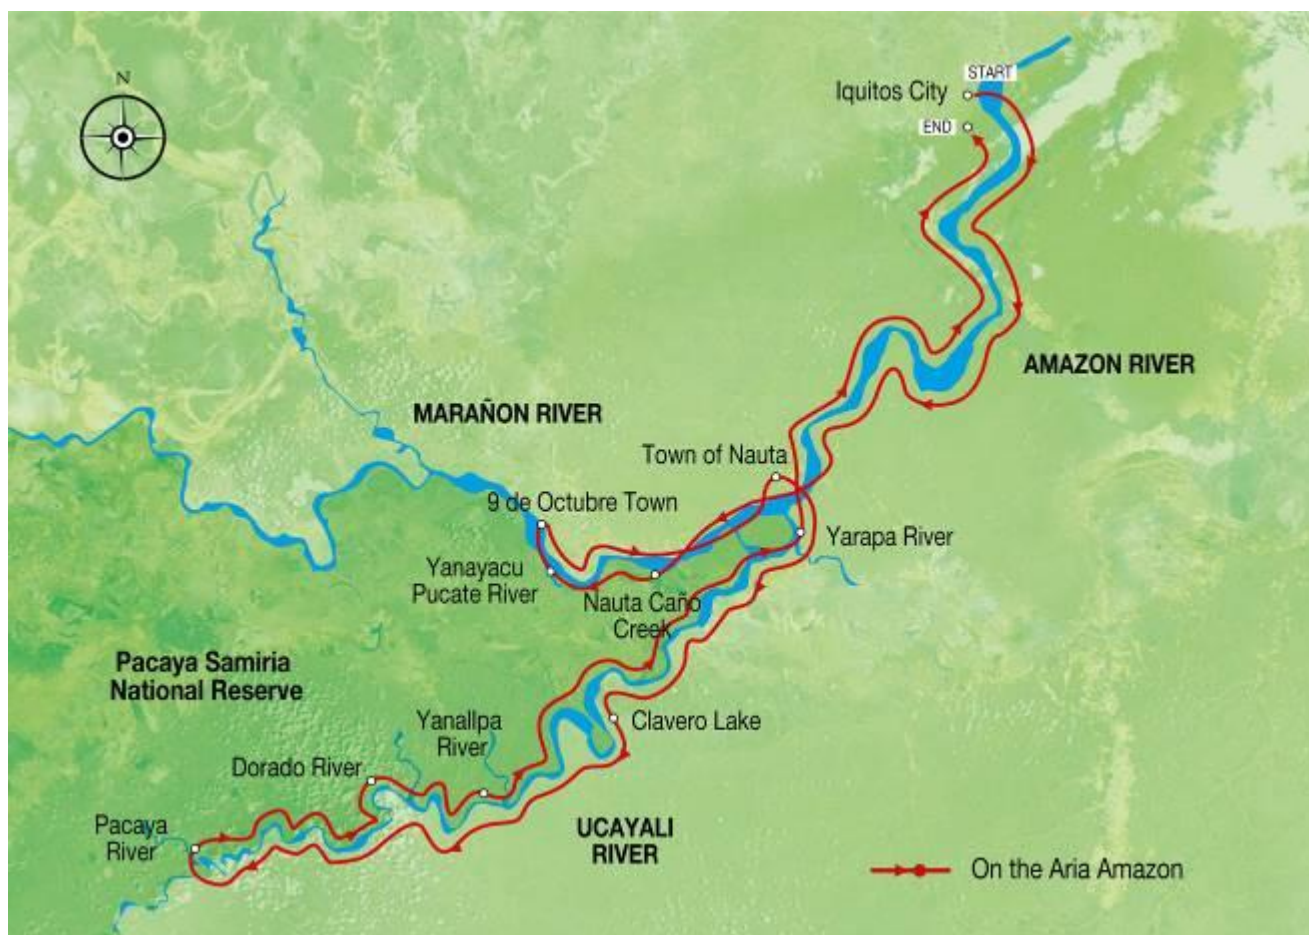 N
START
Iquitos City
END
AMAZON RIVER
MARAÑON RIVER
Town of Nauta
9 de Octubre Town
Yarapa River
Yanayacu
Pucate River
Nauta Caño
Creek
Pacaya Samiria
National Reserve
Yanallpa
River
Clavero Lake
Dorado River
Pacaya
River
UCAYALI
RIVER
On the Aria Amazon